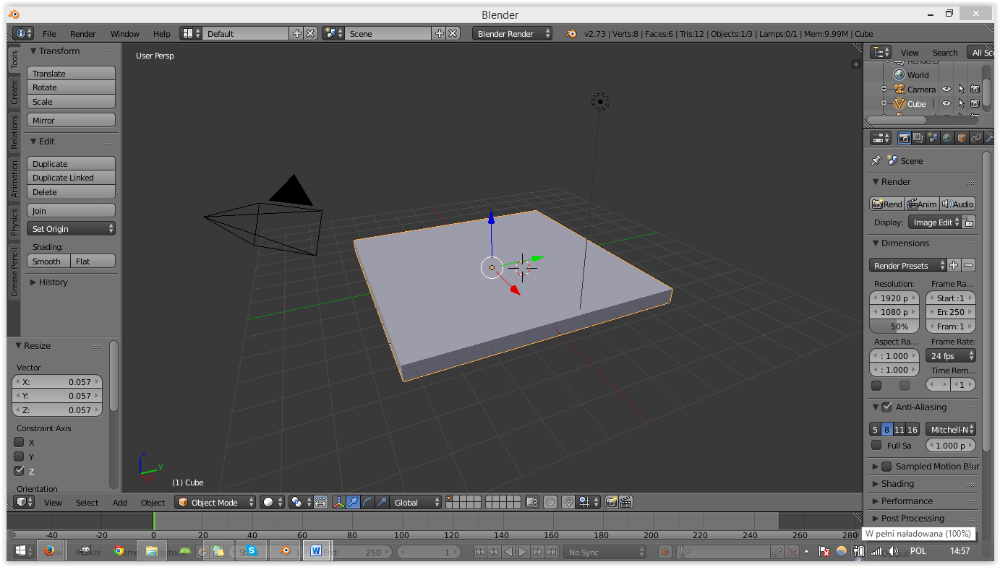 Blender
File Render Window Help Default Scene Blender Render v2.73 | Verts:8 | Faces:6 | Tris:12 | Objects:1/3 | Lamps:0/1 | Mem:9.99M | Cube
Tools
Create
Relations
Animation
Physics
Grease Pencil
Transform
Translate
Rotate
Scale
Mirror
Edit
Duplicate
Duplicate Linked
Delete
Join
Set Origin
Shading:
Smooth Flat
History
Resize
Vector
X: 0.057
Y: 0.057
Z: 0.057
Constraint Axis
X
Y
Z
Orientation
User Persp
z
y
x
(1) Cube
View Select Add Object Object Mode Global
View Search All Sc
World
Camera
Cube
Scene
Render
Rend Anim Audio
Display: Image Edit
Dimensions
Render Presets
Resolution: Frame Ra...
1920 p Start :1
1080 p En: 250
50% Fram: 1
Aspect Ra... Frame Rate:
: 1.000 24 fps
: 1.000 Time Rem...
1
Anti-Aliasing
5 8 11 16 Mitchell-N
Full Sa 1.000 p
Sampled Motion Blur
Shading
Performance
Post Processing
W pełni naładowana (100%)
-40 -20 0 20 40 60 80 100 120 140 160 180 200 220 240 260 280
End: 250 1 No Sync
POL 14:57